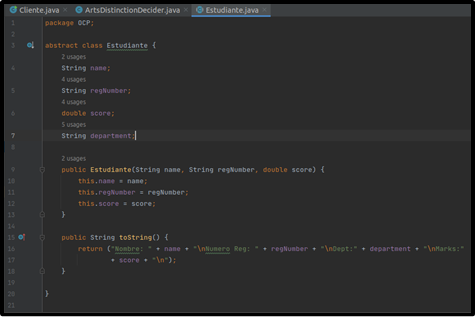 Cliente.java
ArtsDistinctionDecider.java
Estudiante.java
1 package OCP;
2
3 abstract class Estudiante {
2 usages
4 String name;
4 usages
5 String regNumber;
4 usages
6 double score;
5 usages
7 String department;
8
2 usages
9 public Estudiante(String name, String regNumber, double score) {
10 this.name = name;
11 this.regNumber = regNumber;
12 this.score = score;
13 }
14
15 public String toString() {
16 return ("Nombre: " + name + "\nNumero Reg: " + regNumber + "\nDept:" + department + "\nMarks:"
17 + score + "\n");
18 }
19
20 }
21